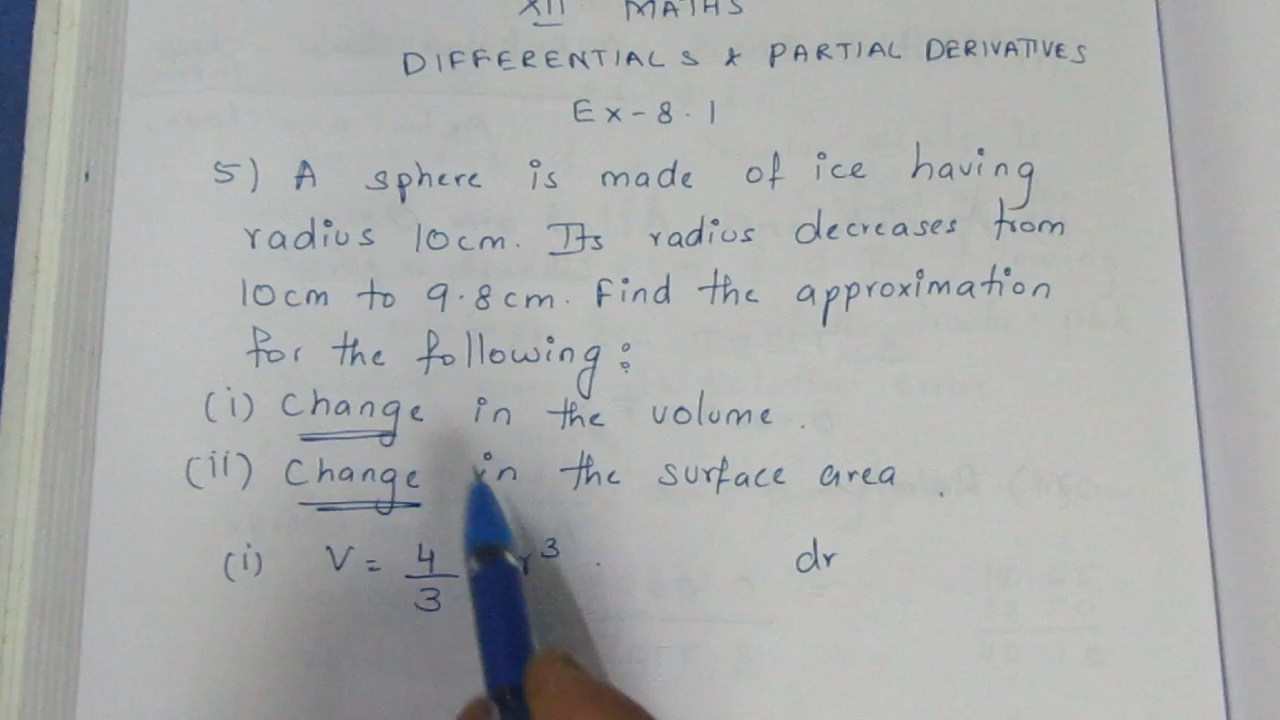 XII MATHS
DIFFERENTIALS & PARTIAL DERIVATIVES
Ex-8.1
5) A sphere is made of ice having
radius 10cm. Its radius decreases from
10cm to 9.8cm. Find the approximation
for the following:
(i) Change in the volume.
(ii) Change in the surface area.
(i) V = 4/3 r³. dr